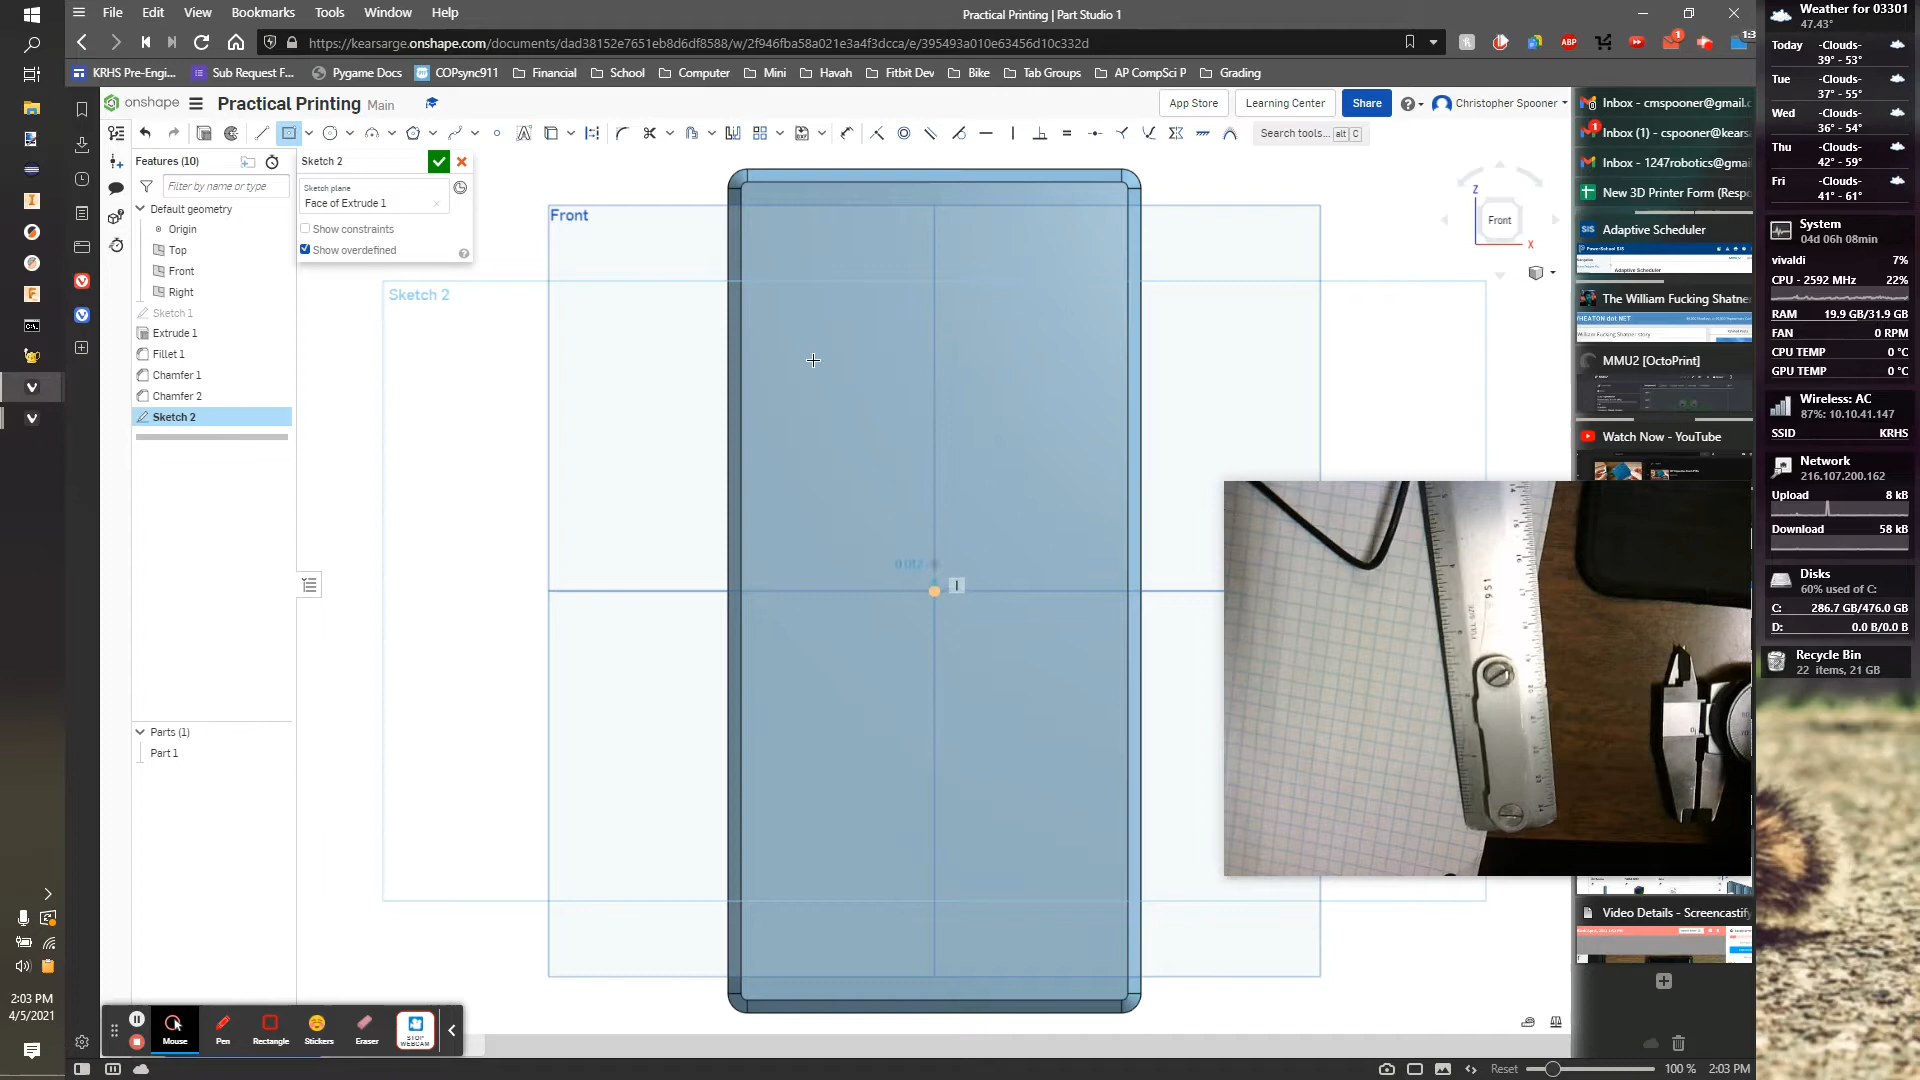 File Edit View Bookmarks Tools Window Help
Practical Printing | Part Studio 1
https://kearsarge.onshape.com/documents/dad38152e7651eb8d6df8588/w/2f946fba58a021e3a4f3dcca/e/395493a010e63456d10c332d
1
1:3
KRHS Pre-Engi... Sub Request F... Pygame Docs COPsync911 Financial School Computer Mini Havah Fitbit Dev Bike Tab Groups AP CompSci P Grading
onshape Practical Printing Main
App Store Learning Center Share Christopher Spooner
Search tools... alt C
Features (10)
Filter by name or type
Default geometry
Origin
Top
Front
Right
Sketch 1
Extrude 1
Fillet 1
Chamfer 1
Chamfer 2
Sketch 2
Parts (1)
Part 1
Sketch 2
Sketch plane
Face of Extrude 1
Show constraints
Show overdefined
Front
Sketch 2
0.012
Z
Front
X
FULL SIZE
951
Inbox - cmspooner@gmail.c
Inbox (1) - cspooner@kears
Inbox - 1247robotics@gmai
New 3D Printer Form (Respo
Adaptive Scheduler
The William Fucking Shatne
MMU2 [OctoPrint]
Watch Now - YouTube
Video Details - Screencastify
Weather for 03301
47.43°
Today -Clouds- 39° - 53°
Tue -Clouds- 37° - 55°
Wed -Clouds- 36° - 54°
Thu -Clouds- 42° - 59°
Fri -Clouds- 41° - 61°
System
04d 06h 08min
vivaldi 7%
CPU - 2592 MHz 22%
RAM 19.9 GB/31.9 GB
FAN 0 RPM
CPU TEMP 0 °C
GPU TEMP 0 °C
Wireless: AC
87%: 10.10.41.147
SSID KRHS
Network
216.107.200.162
Upload 8 kB
Download 58 kB
Disks
60% used of C:
C: 286.7 GB/476.0 GB
D: 0.0 B/0.0 B
Recycle Bin
22 items, 21 GB
Mouse Pen Rectangle Stickers Eraser STOP WEBCAM
2:03 PM
4/5/2021
Reset 100 % 2:03 PM